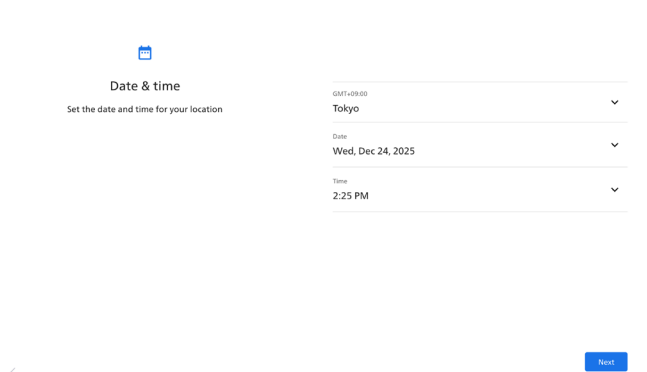 Date & time
Set the date and time for your location
GMT+09:00
Tokyo
Date
Wed, Dec 24, 2025
Time
2:25 PM
Next